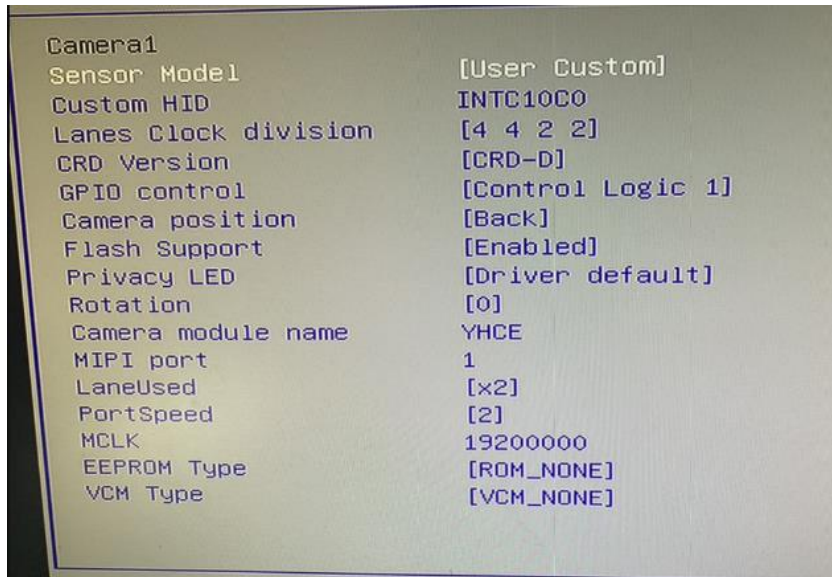 Camera1
Sensor Model [User Custom]
Custom HID INTC10C0
Lanes Clock division [4 4 2 2]
CRD Version [CRD-D]
GPIO control [Control Logic 1]
Camera position [Back]
Flash Support [Enabled]
Privacy LED [Driver default]
Rotation [0]
Camera module name YHCE
MIPI port 1
LaneUsed [x2]
PortSpeed [2]
MCLK 19200000
EEPROM Type [ROM_NONE]
VCM Type [VCM_NONE]